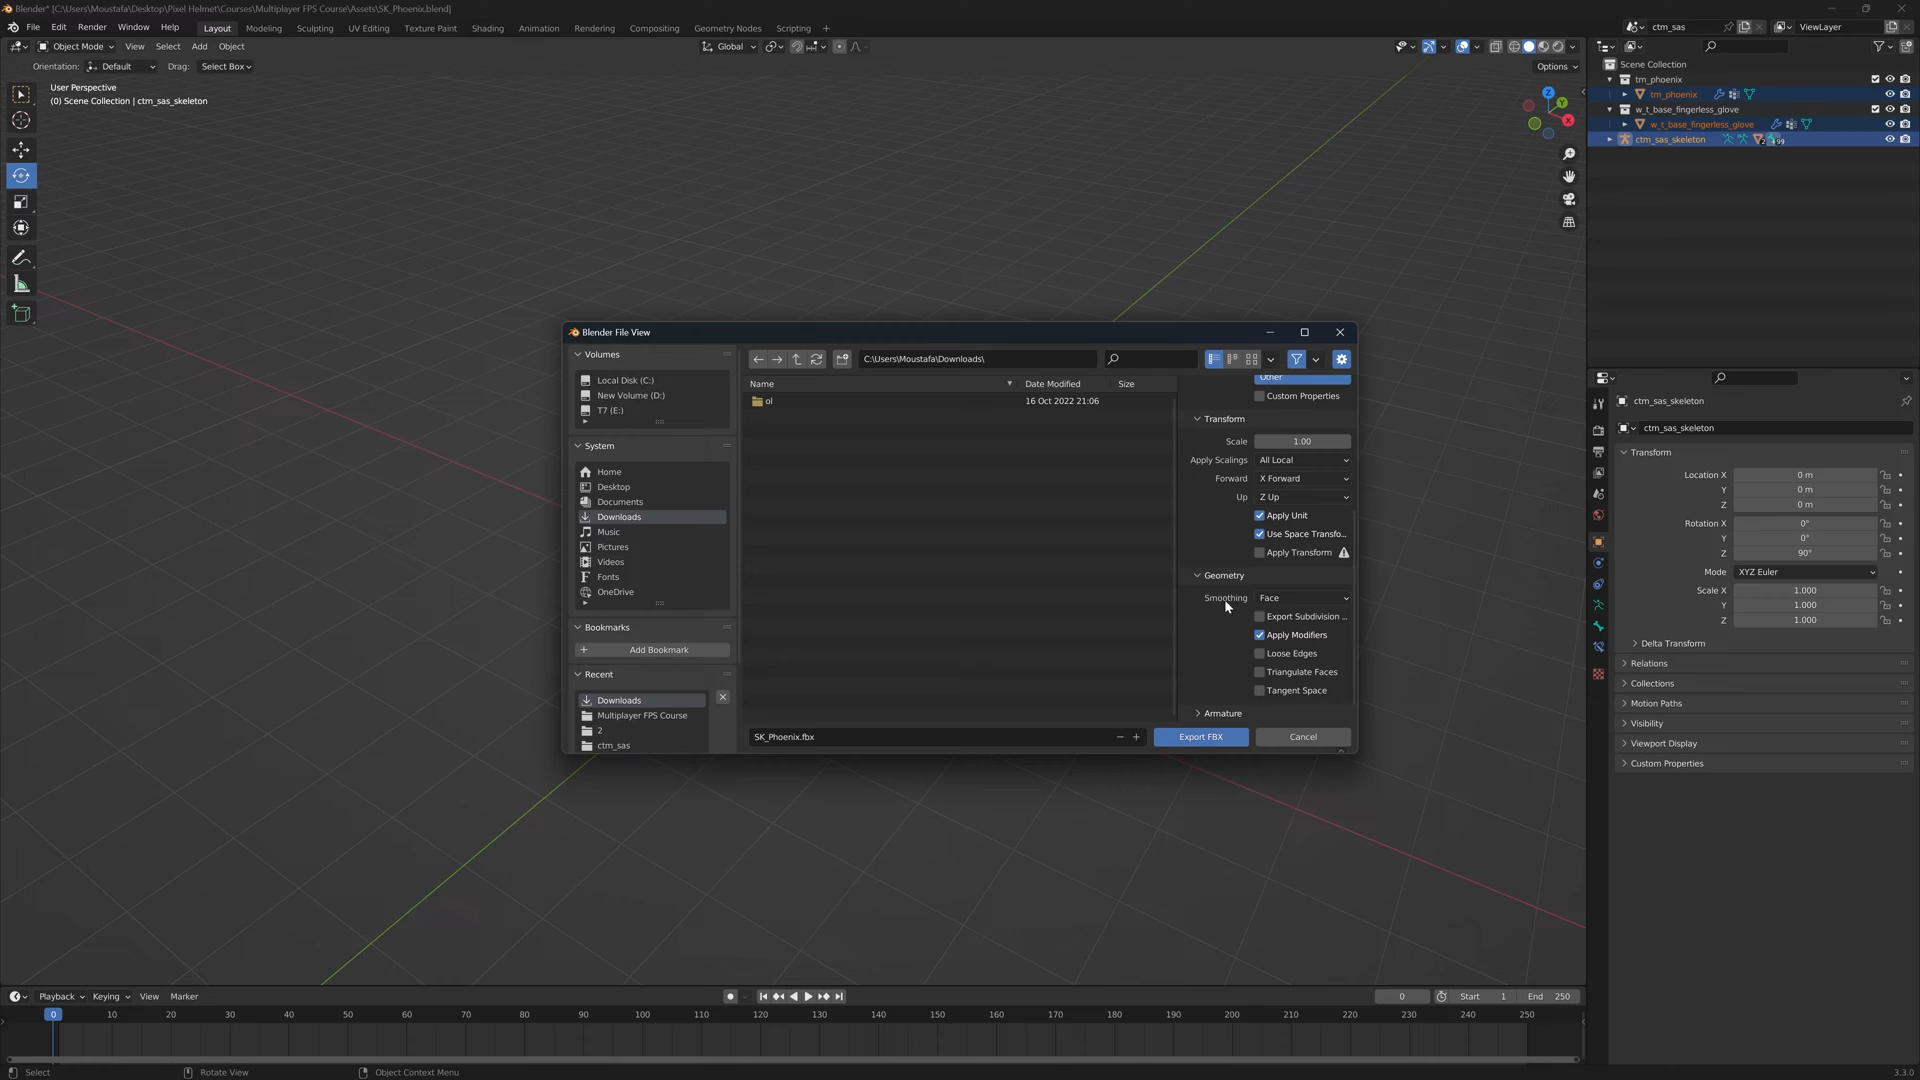 Blender* [C:\Users\Moustafa\Desktop\Pixel Helmet\Courses\Multiplayer FPS Course\Assets\SK_Phoenix.blend]
File Edit Render Window Help Layout Modeling Sculpting UV Editing Texture Paint Shading Animation Rendering Compositing Geometry Nodes Scripting + ctm_sas ViewLayer
Object Mode View Select Add Object Global
Orientation: Default Drag: Select Box Options
User Perspective
(0) Scene Collection | ctm_sas_skeleton
Z
Y
X
Scene Collection
tm_phoenix
tm_phoenix
w_t_base_fingerless_glove
w_t_base_fingerless_glove
ctm_sas_skeleton 2 99
Blender File View
Volumes
Local Disk (C:)
New Volume (D:)
T7 (E:)
System
Home
Desktop
Documents
Downloads
Music
Pictures
Videos
Fonts
OneDrive
Bookmarks
Add Bookmark
Recent
Downloads
Multiplayer FPS Course
2
ctm_sas
C:\Users\Moustafa\Downloads\
Name Date Modified Size
ol 16 Oct 2022 21:06
Other
Custom Properties
Transform
Scale 1.00
Apply Scalings All Local
Forward X Forward
Up Z Up
Apply Unit
Use Space Transfo...
Apply Transform
Geometry
Smoothing Face
Export Subdivision ...
Apply Modifiers
Loose Edges
Triangulate Faces
Tangent Space
Armature
SK_Phoenix.fbx Export FBX Cancel
ctm_sas_skeleton
ctm_sas_skeleton
Transform
Location X 0 m
Y 0 m
Z 0 m
Rotation X 0°
Y 0°
Z 90°
Mode XYZ Euler
Scale X 1.000
Y 1.000
Z 1.000
Delta Transform
Relations
Collections
Motion Paths
Visibility
Viewport Display
Custom Properties
Playback Keying View Marker 0 Start 1 End 250
0 10 20 30 40 50 60 70 80 90 100 110 120 130 140 150 160 170 180 190 200 210 220 230 240 250
Select Rotate View Object Context Menu 3.3.0